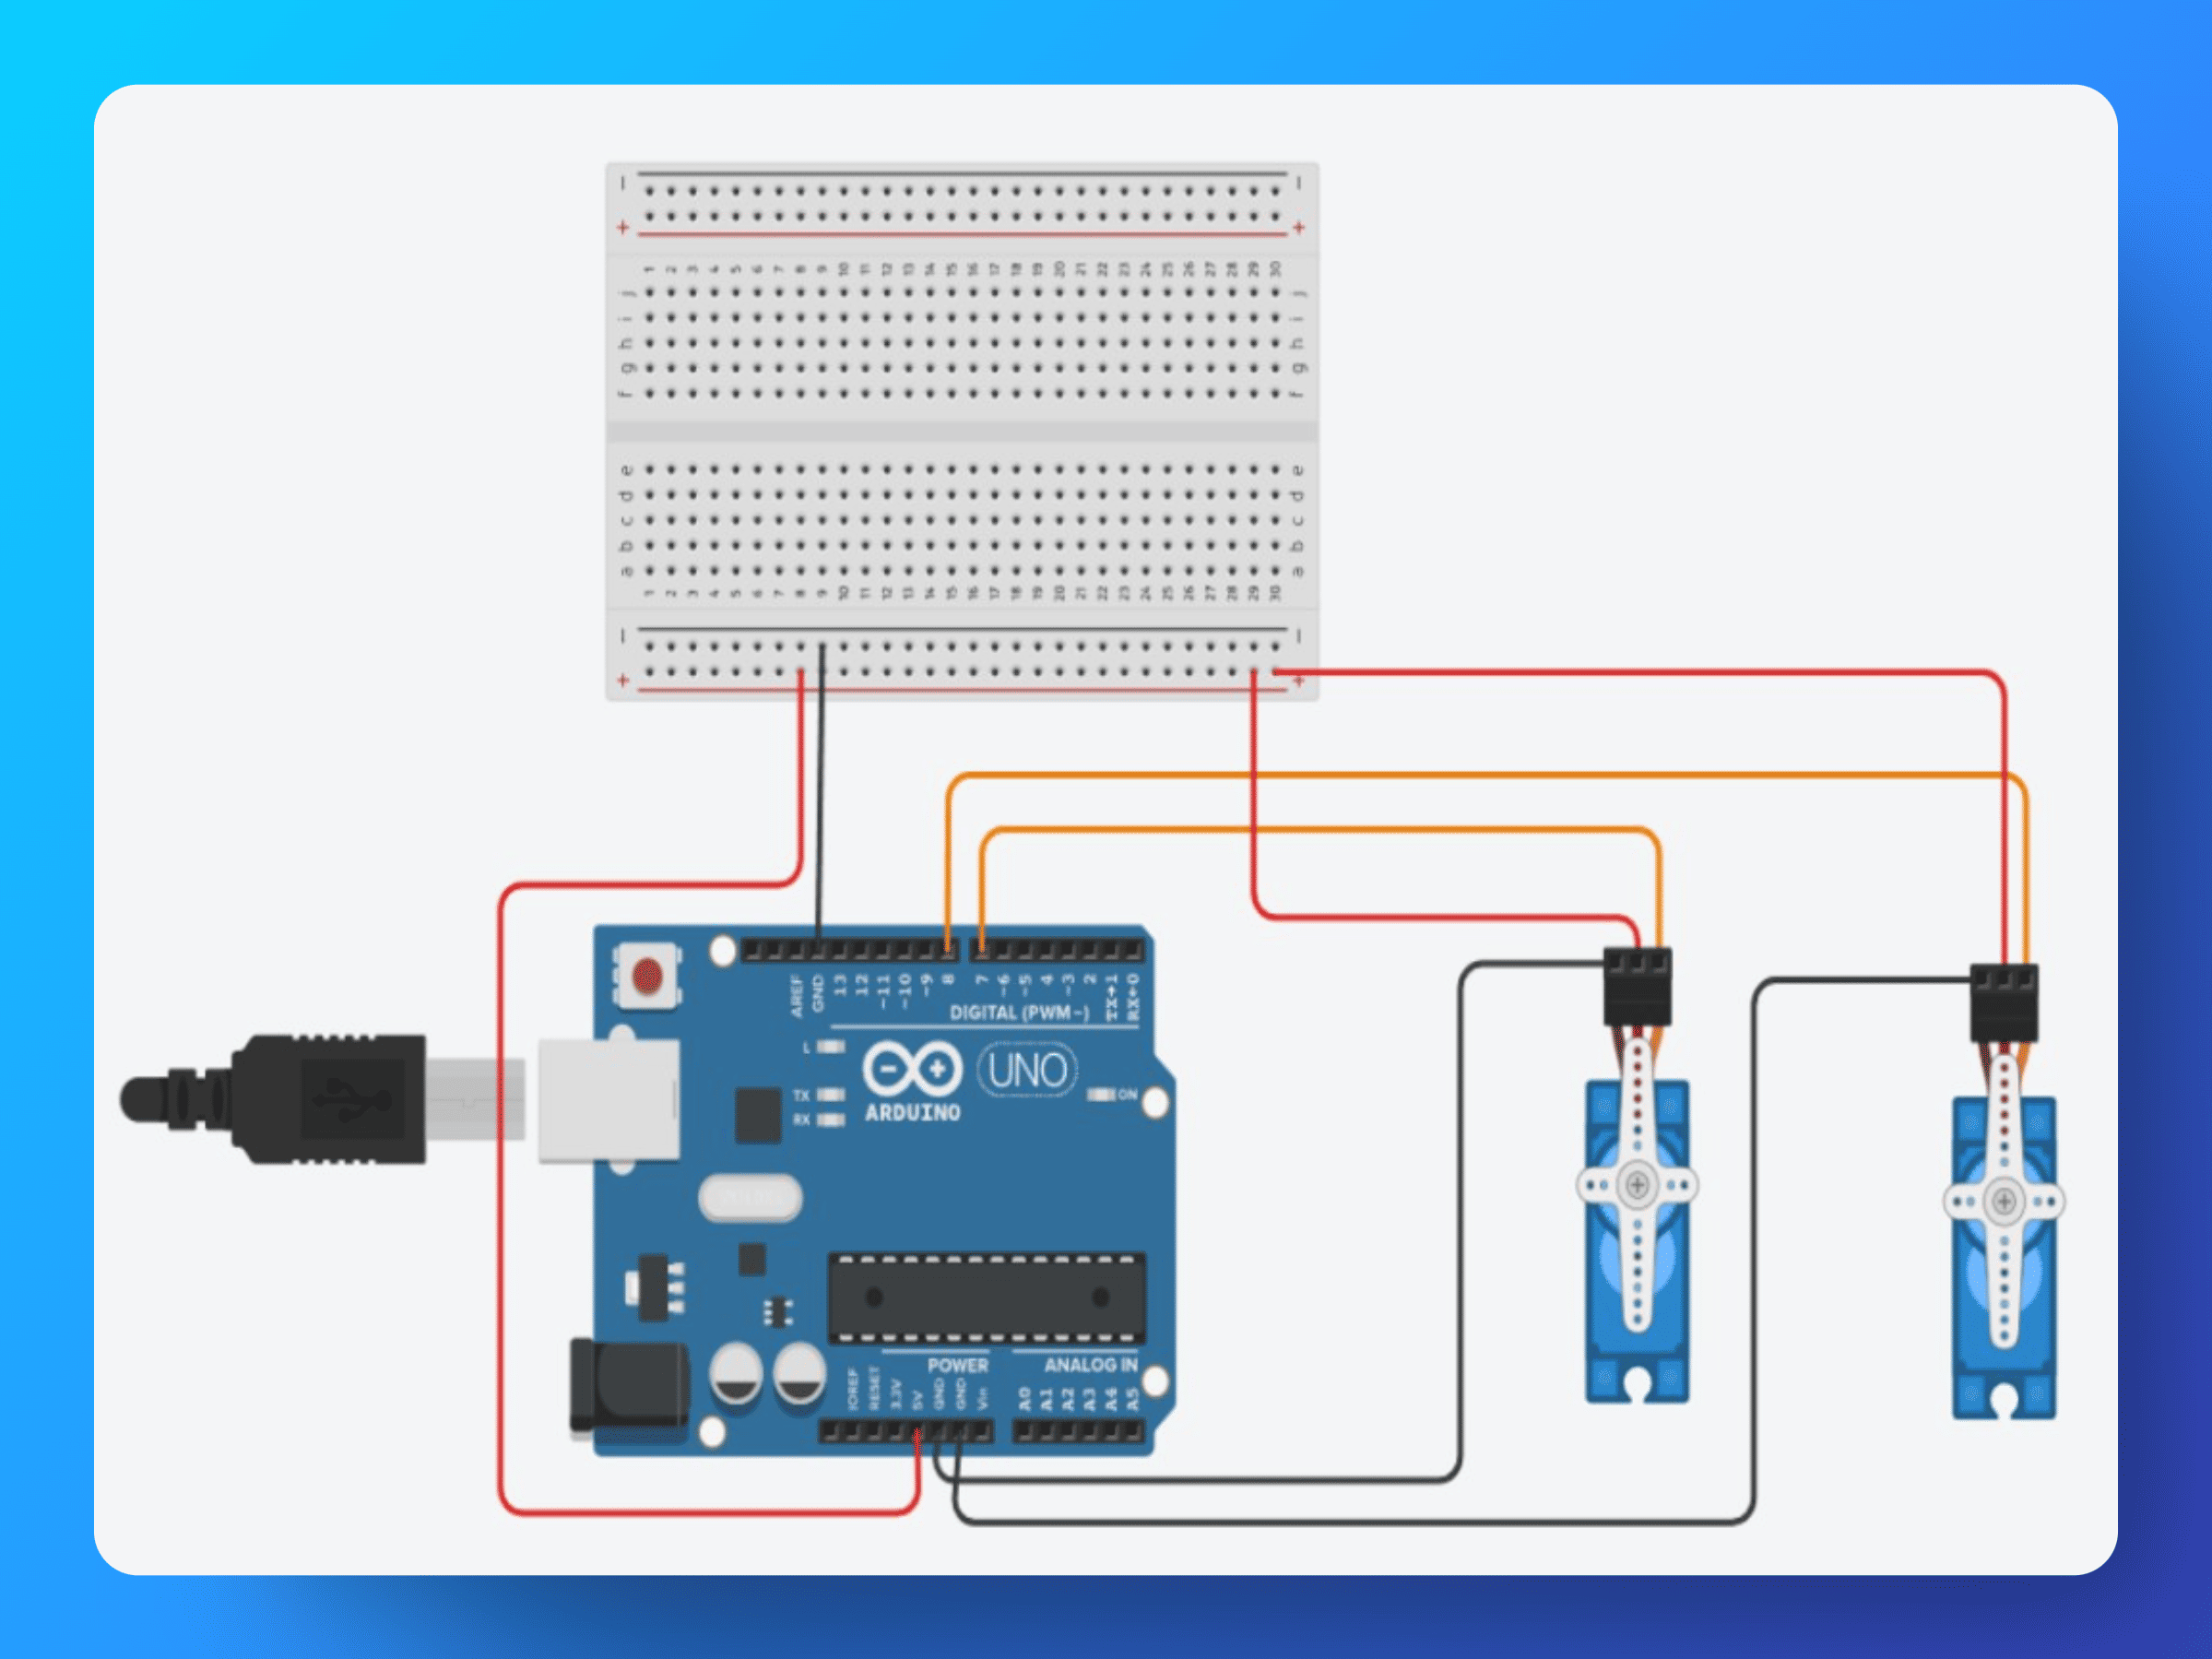 − −
+ +
1 2 3 4 5 6 7 8 9 10 11 12 13 14 15 16 17 18 19 20 21 22 23 24 25 26 27 28 29 30
j j
i i
h h
g g
f f
e e
d d
c c
b b
a a
1 2 3 4 5 6 7 8 9 10 11 12 13 14 15 16 17 18 19 20 21 22 23 24 25 26 27 28 29 30
− −
+ +
AREF GND 13 12 ~11 ~10 ~9 8 7 ~6 ~5 4 ~3 2 TX→1 RX←0
DIGITAL (PWM~)
L
UNO
TX
ON
RX
ARDUINO
POWER ANALOG IN
IOREF RESET 3.3V 5V GND GND Vin A0 A1 A2 A3 A4 A5